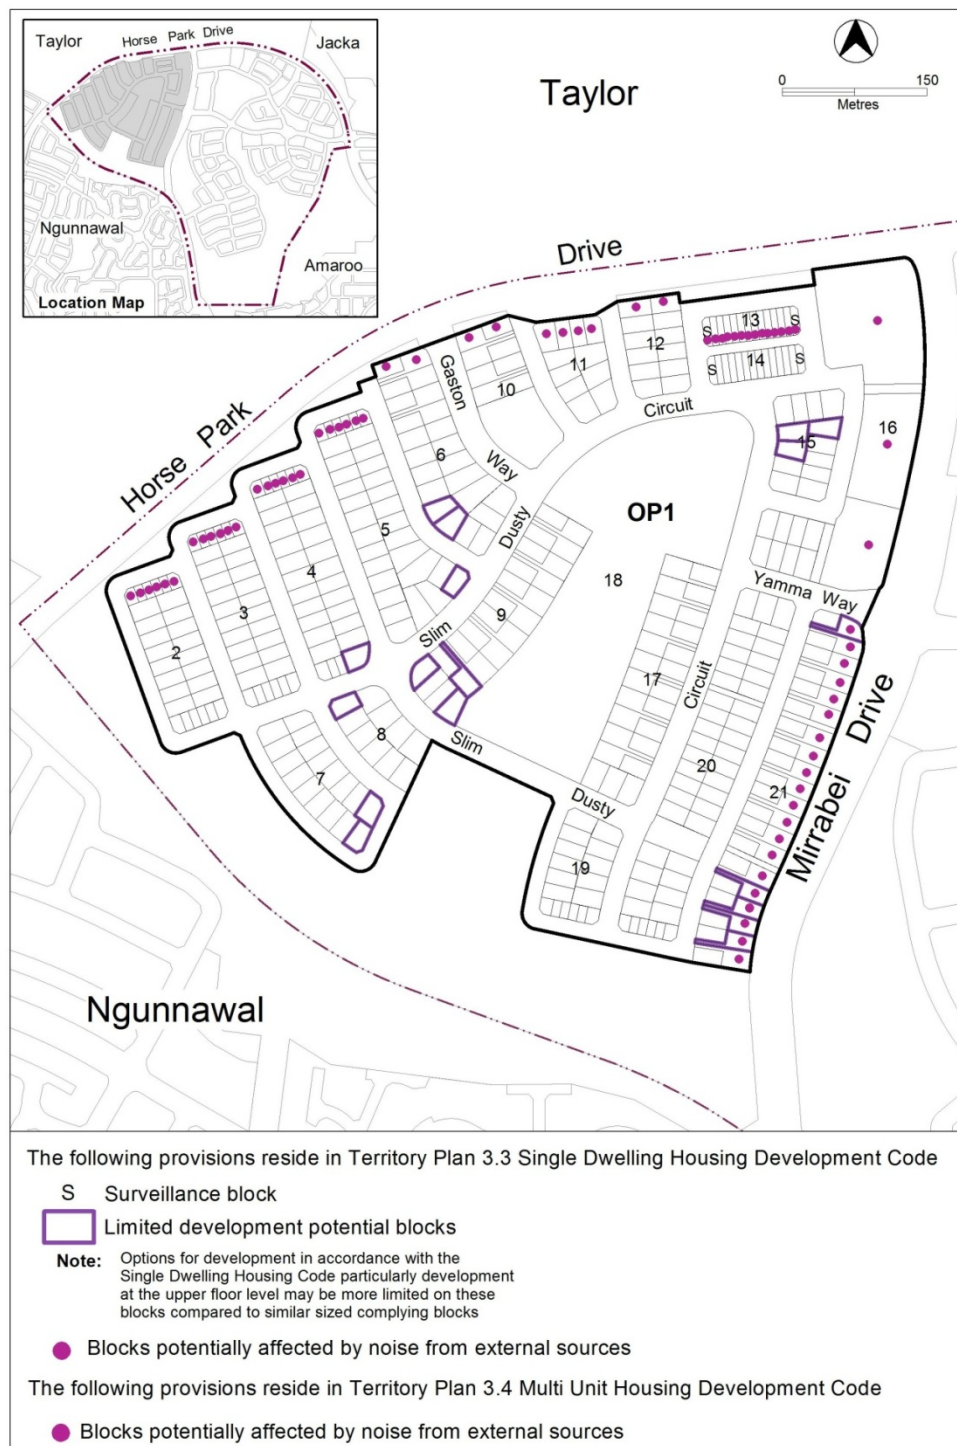 Taylor
Horse Park Drive
Jacka
Ngunnawal
Amaroo
Location Map
Taylor
0
150
Metres
Horse Park Drive
Gaston Way
Circuit
13
S
S
14
S
S
12
11
10
16
15
6
5
4
3
2
OP1
18
Dusty
9
Slim
Yamma Way
17
Circuit
8
7
Slim
20
21
Dusty
19
Mirrabei Drive
Ngunnawal
The following provisions reside in Territory Plan 3.3 Single Dwelling Housing Development Code
S Surveillance block
Limited development potential blocks
Note: Options for development in accordance with the
Single Dwelling Housing Code particularly development
at the upper floor level may be more limited on these
blocks compared to similar sized complying blocks
Blocks potentially affected by noise from external sources
The following provisions reside in Territory Plan 3.4 Multi Unit Housing Development Code
Blocks potentially affected by noise from external sources